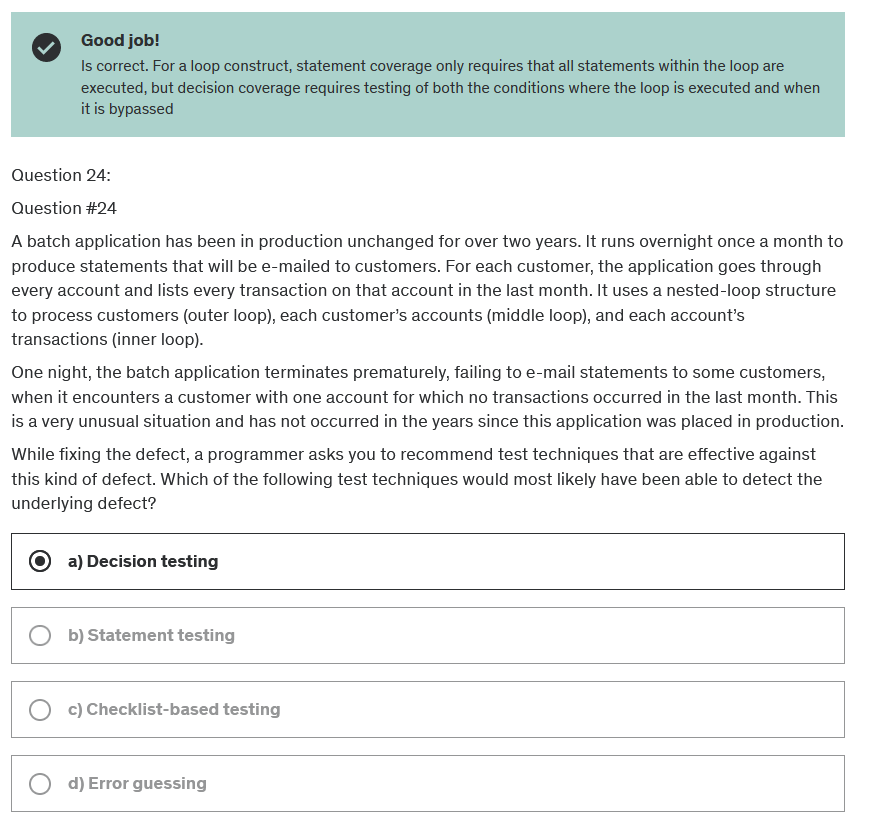 Good job!
Is correct. For a loop construct, statement coverage only requires that all statements within the loop are
executed, but decision coverage requires testing of both the conditions where the loop is executed and when
it is bypassed
Question 24:
Question #24
A batch application has been in production unchanged for over two years. It runs overnight once a month to
produce statements that will be e-mailed to customers. For each customer, the application goes through
every account and lists every transaction on that account in the last month. It uses a nested-loop structure
to process customers (outer loop), each customer’s accounts (middle loop), and each account’s
transactions (inner loop).
One night, the batch application terminates prematurely, failing to e-mail statements to some customers,
when it encounters a customer with one account for which no transactions occurred in the last month. This
is a very unusual situation and has not occurred in the years since this application was placed in production.
While fixing the defect, a programmer asks you to recommend test techniques that are effective against
this kind of defect. Which of the following test techniques would most likely have been able to detect the
underlying defect?
a) Decision testing
b) Statement testing
c) Checklist-based testing
d) Error guessing